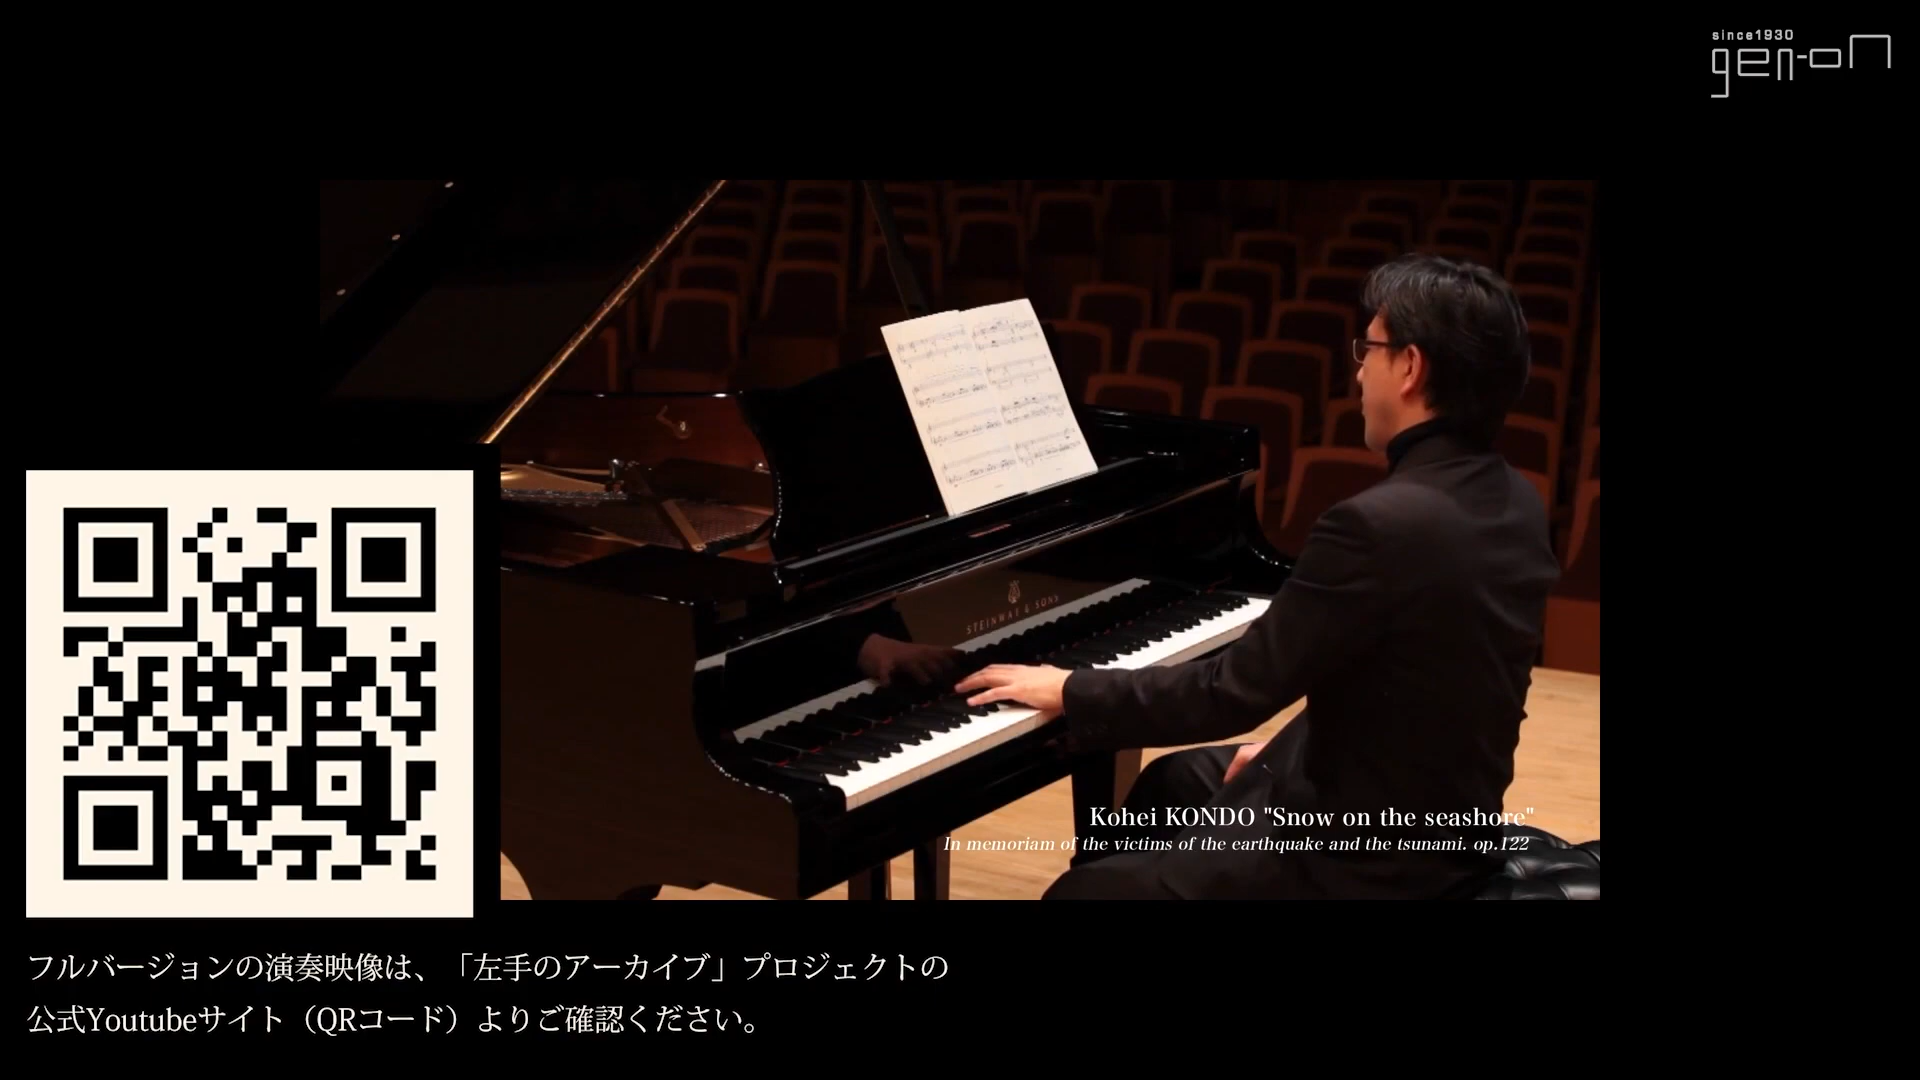 since1930
gen-on
STEINWAY & SONS
Kohei KONDO "Snow on the seashore"
In memoriam of the victims of the earthquake and the tsunami. op.122
フルバージョンの演奏映像は、「左手のアーカイブ」プロジェクトの
公式Youtubeサイト（QRコード）よりご確認ください。